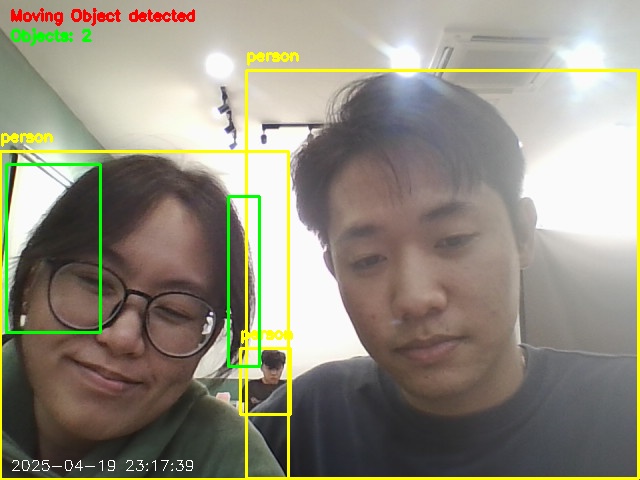 Moving Object detected
Objects: 2
person
person
person
2025-04-19 23:17:39